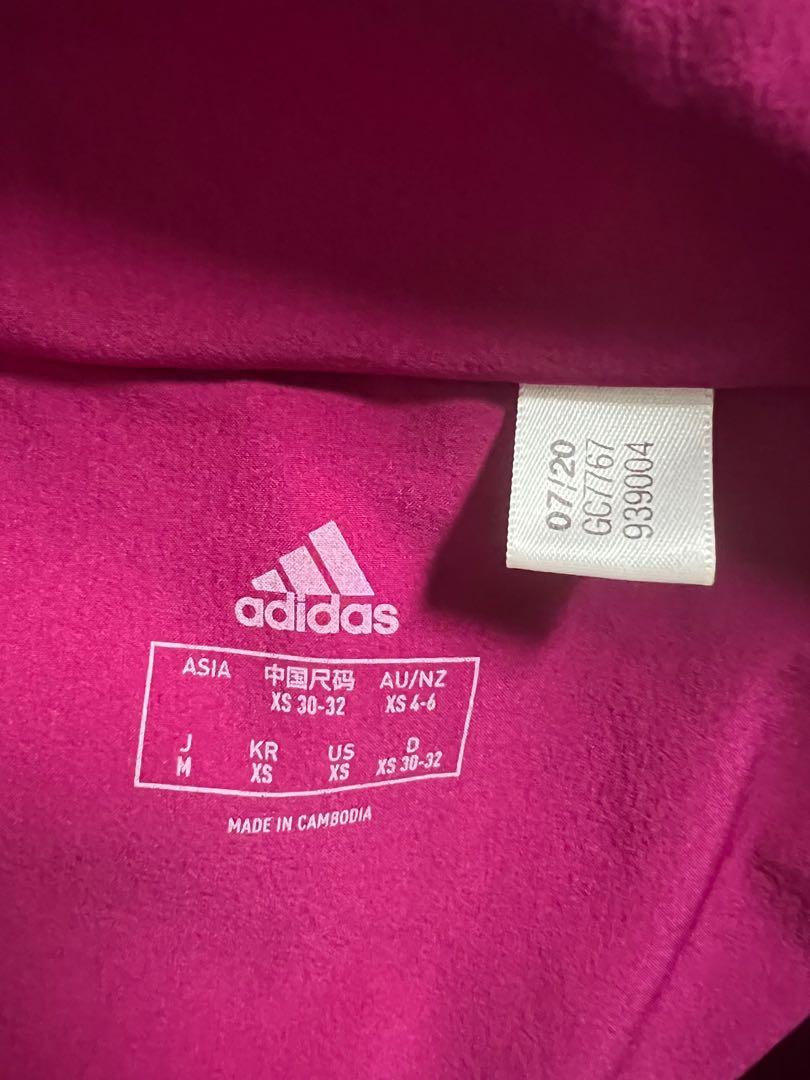 07/20
GC7767
939004
adidas
ASIA 中国尺码 AU/NZ
XS 30-32 XS 4-6
J KR US D
M XS XS XS 30-32
MADE IN CAMBODIA